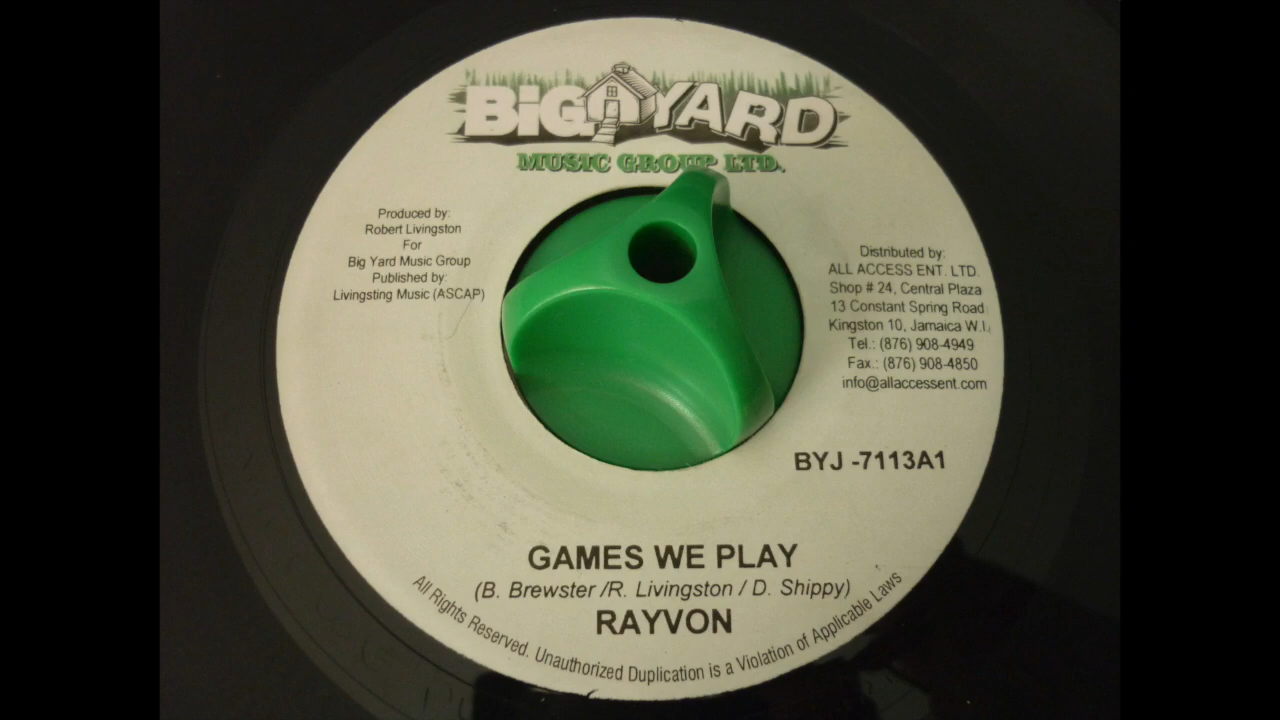 BiG YARD
MUSIC GROUP LTD.
Produced by:
Robert Livingston
For
Big Yard Music Group
Published by:
Livingsting Music (ASCAP)
Distributed by:
ALL ACCESS ENT. LTD.
Shop # 24, Central Plaza
13 Constant Spring Road
Kingston 10, Jamaica W.I.
Tel.: (876) 908-4949
Fax.: (876) 908-4850
info@allaccessent.com
BYJ -7113A1
GAMES WE PLAY
(B. Brewster /R. Livingston / D. Shippy)
RAYVON
All Rights Reserved. Unauthorized Duplication is a Violation of Applicable Laws